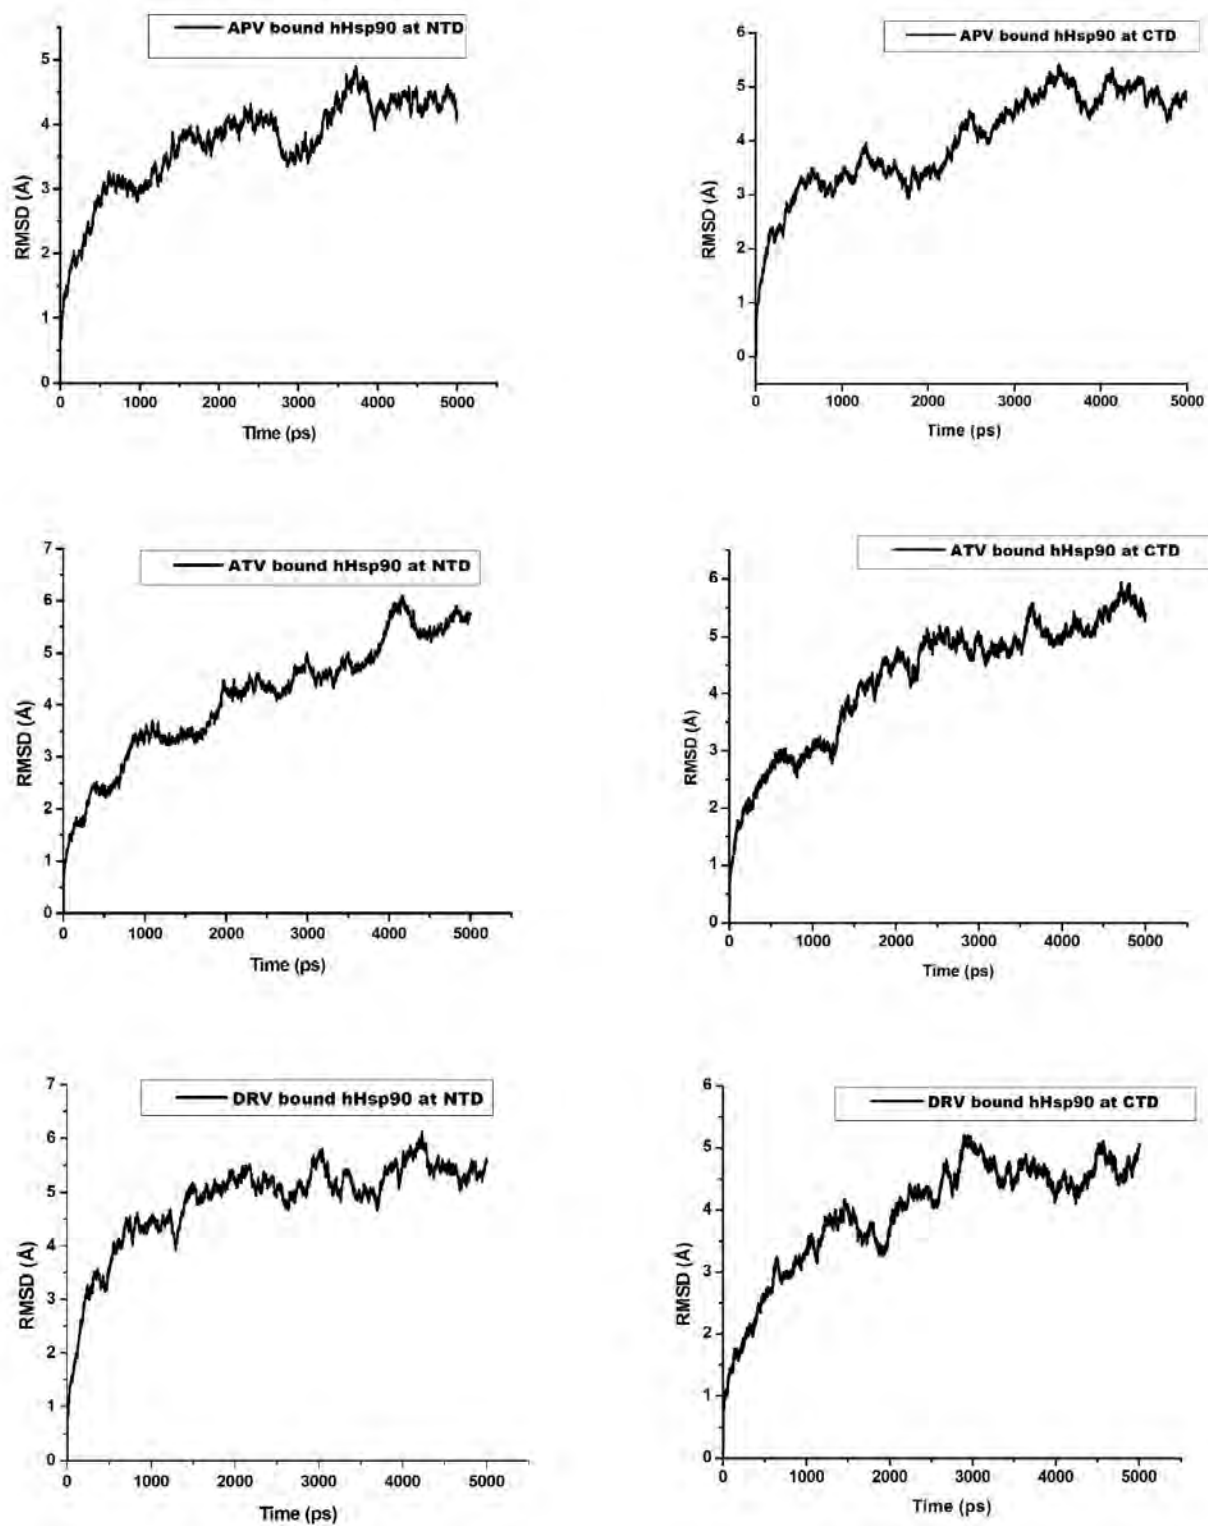 APV bound hHsp90 at NTD
5
4
3
2
1
0
RMSD (Å)
0 1000 2000 3000 4000 5000
Time (ps)
APV bound hHsp90 at CTD
6
5
4
3
2
1
0
RMSD (Å)
0 1000 2000 3000 4000 5000
Time (ps)
ATV bound hHsp90 at NTD
7
6
5
4
3
2
1
0
RMSD (Å)
0 1000 2000 3000 4000 5000
Time (ps)
ATV bound hHsp90 at CTD
6
5
4
3
2
1
0
RMSD (Å)
0 1000 2000 3000 4000 5000
Time (ps)
DRV bound hHsp90 at NTD
7
6
5
4
3
2
1
0
RMSD (Å)
0 1000 2000 3000 4000 5000
Time (ps)
DRV bound hHsp90 at CTD
6
5
4
3
2
1
0
RMSD (Å)
0 1000 2000 3000 4000 5000
Time (ps)